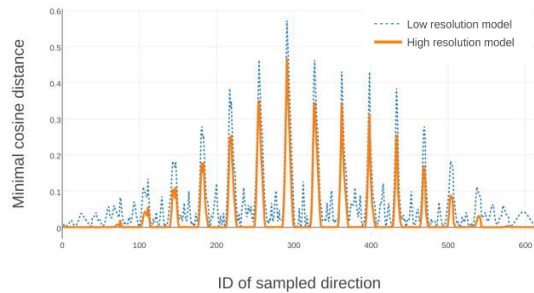 0.6
Low resolution model
High resolution model
0.5
0.4
0.3
0.2
0.1
0
Minimal cosine distance
0 100 200 300 400 500 600
ID of sampled direction